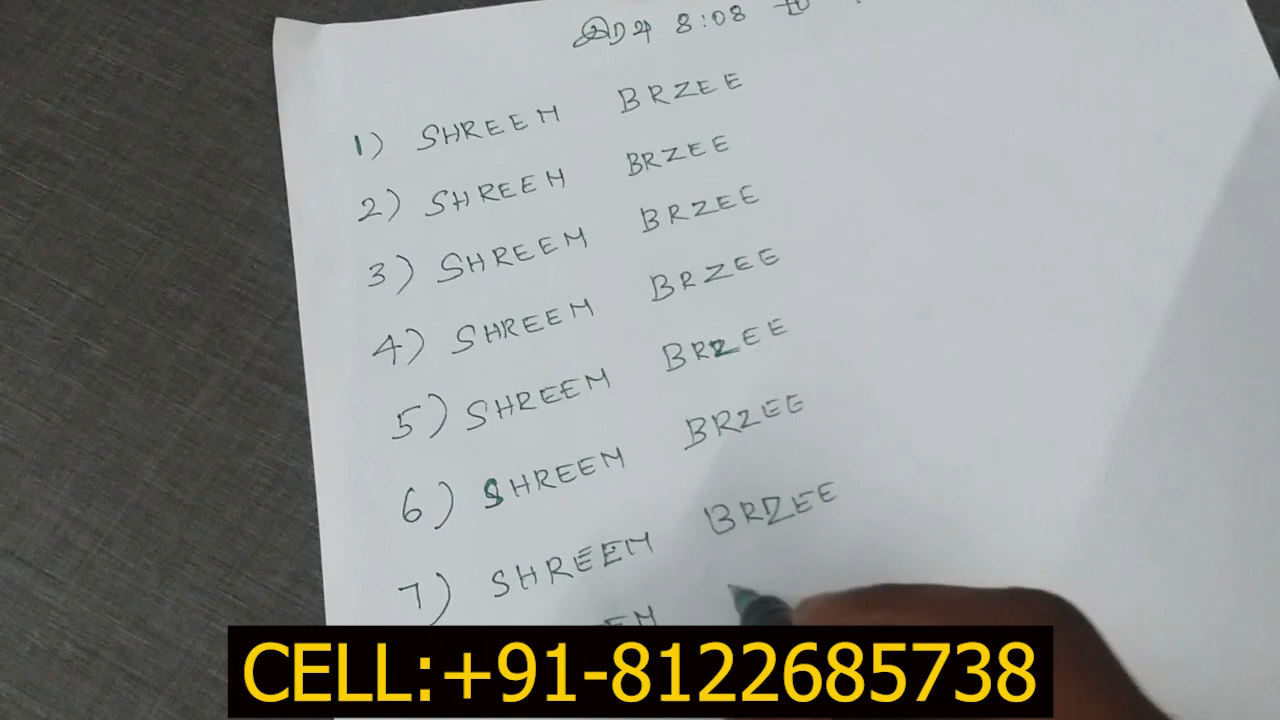 இரவு 8:08
1) SHREEM BRZEE
2) SHREEM BRZEE
3) SHREEM BRZEE
4) SHREEM BRZEE
5) SHREEM BRZEE
6) SHREEM BRZEE
7) SHREEM BRZEE
CELL:+91-8122685738